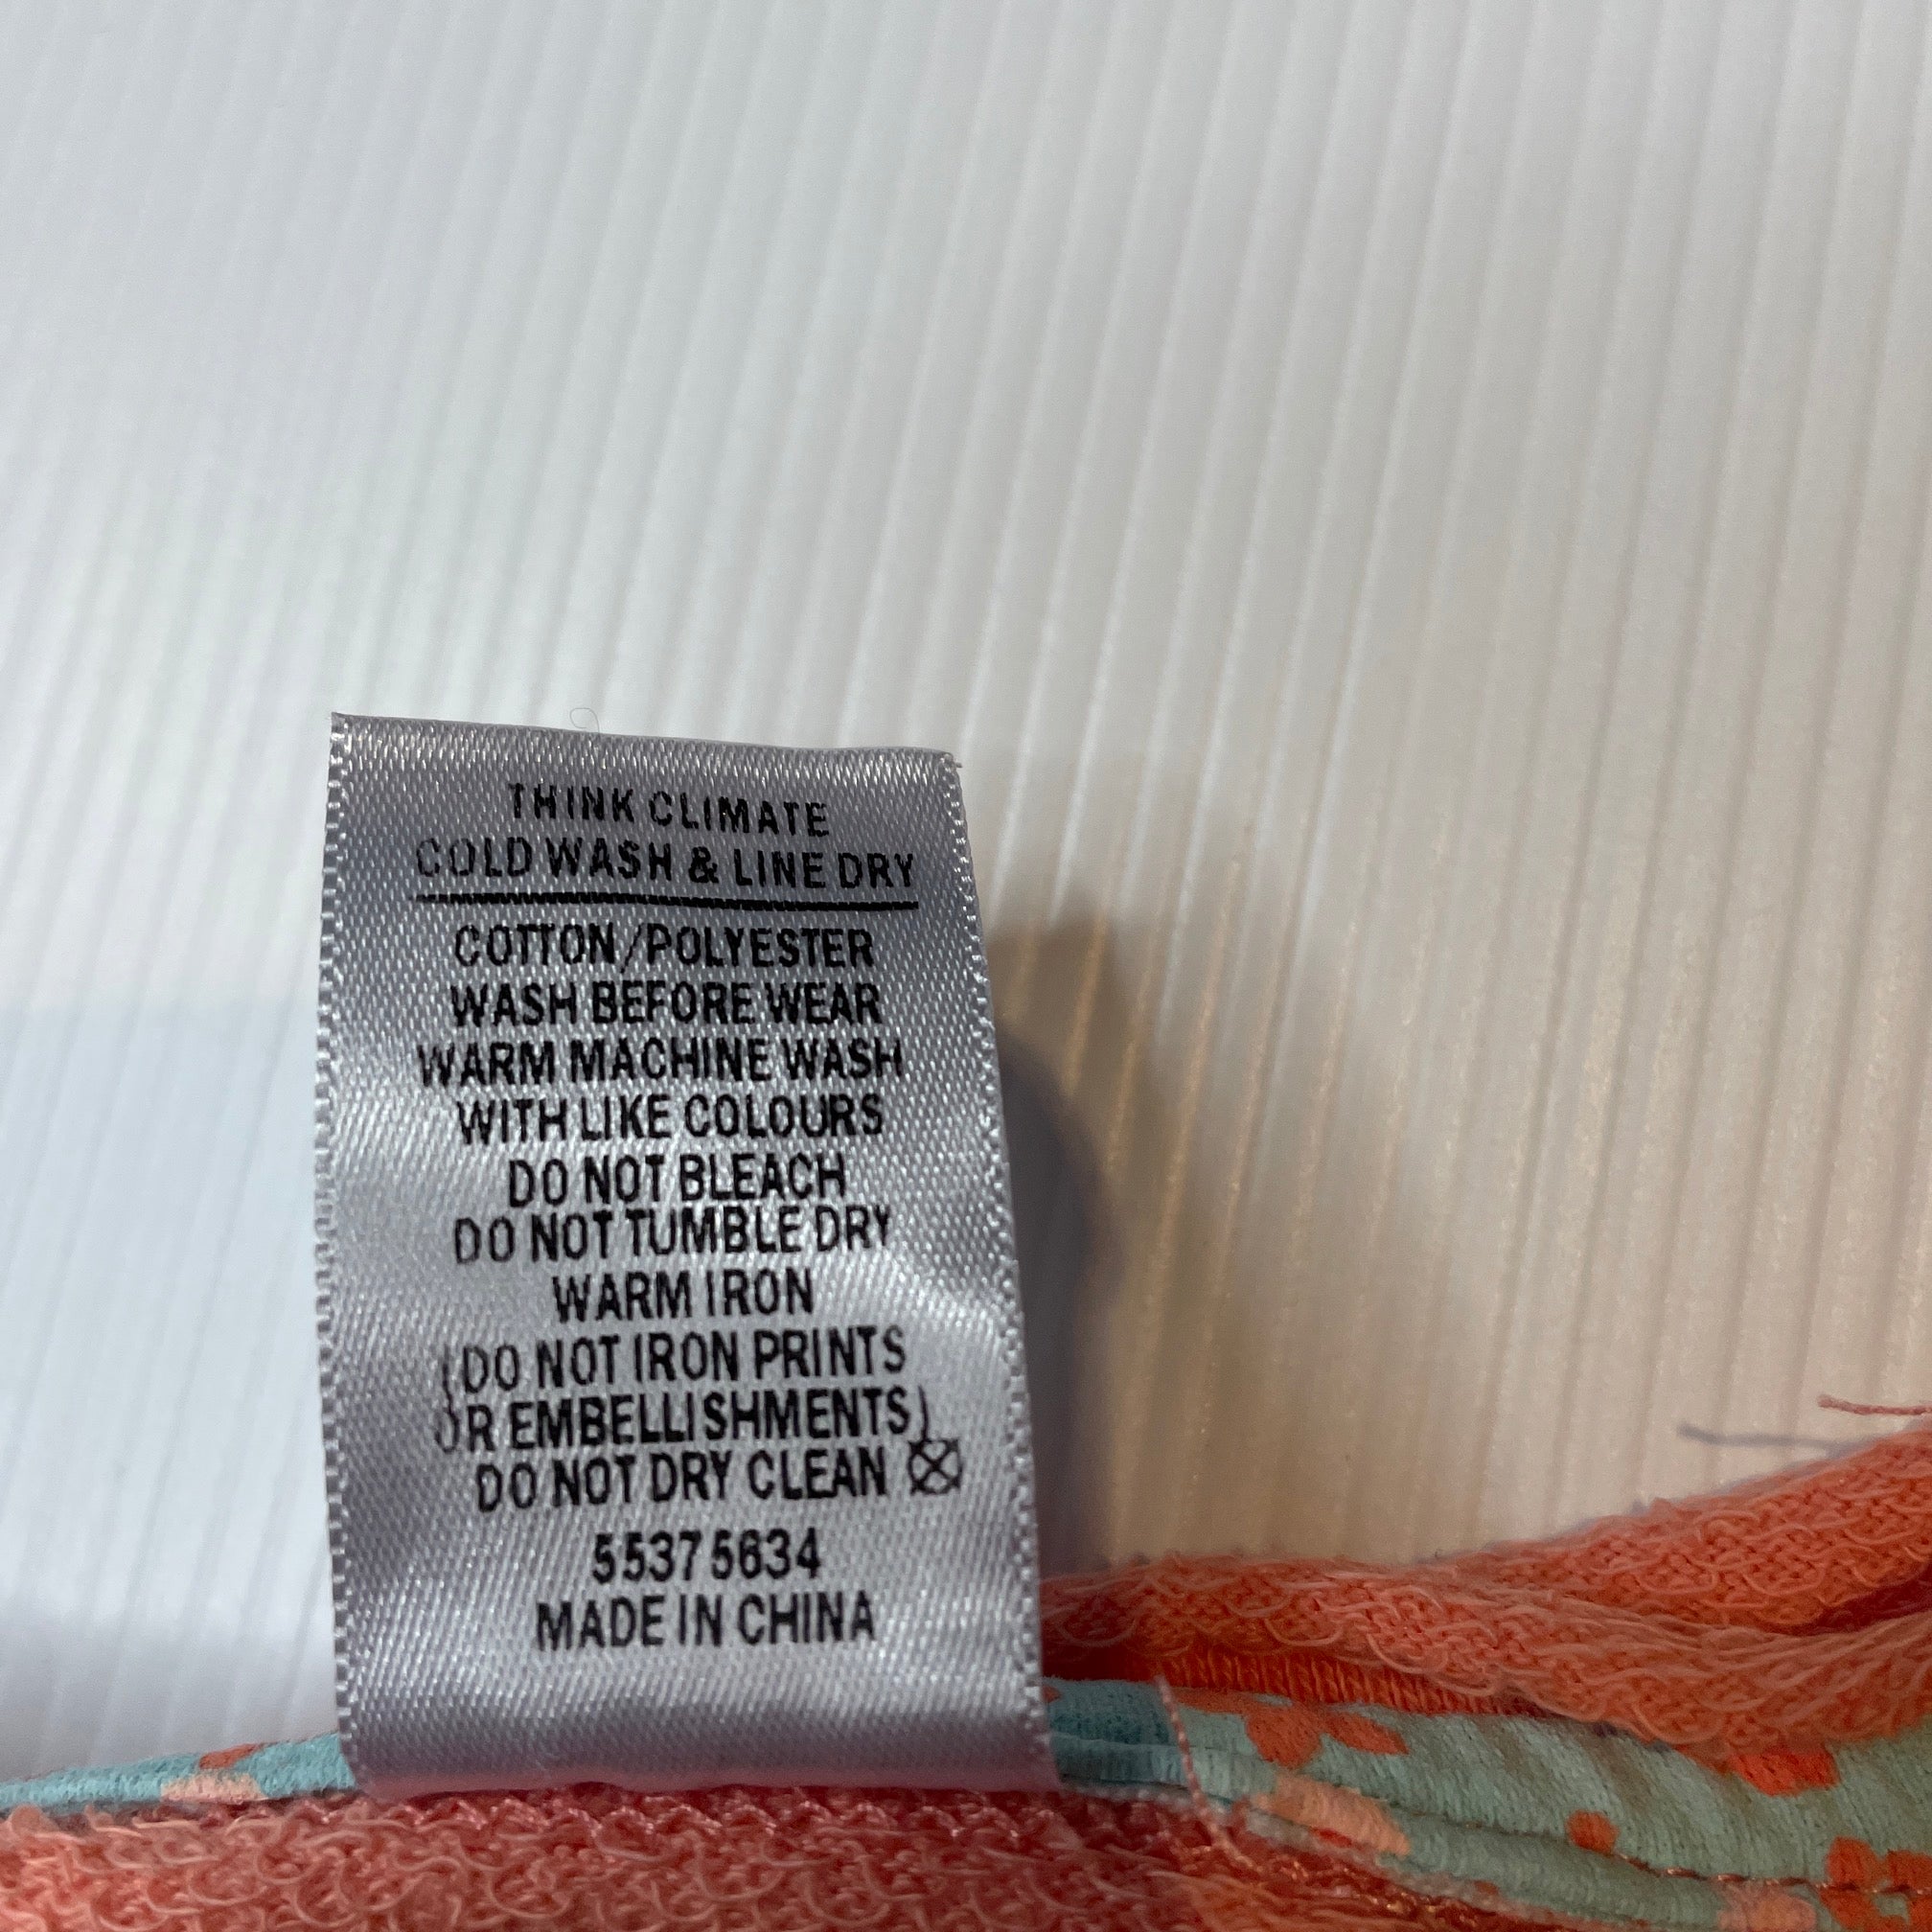 THINK CLIMATE
COLD WASH & LINE DRY
COTTON/POLYESTER
WASH BEFORE WEAR
WARM MACHINE WASH
WITH LIKE COLOURS
DO NOT BLEACH
DO NOT TUMBLE DRY
WARM IRON
(DO NOT IRON PRINTS
OR EMBELLISHMENTS)
DO NOT DRY CLEAN
55375634
MADE IN CHINA